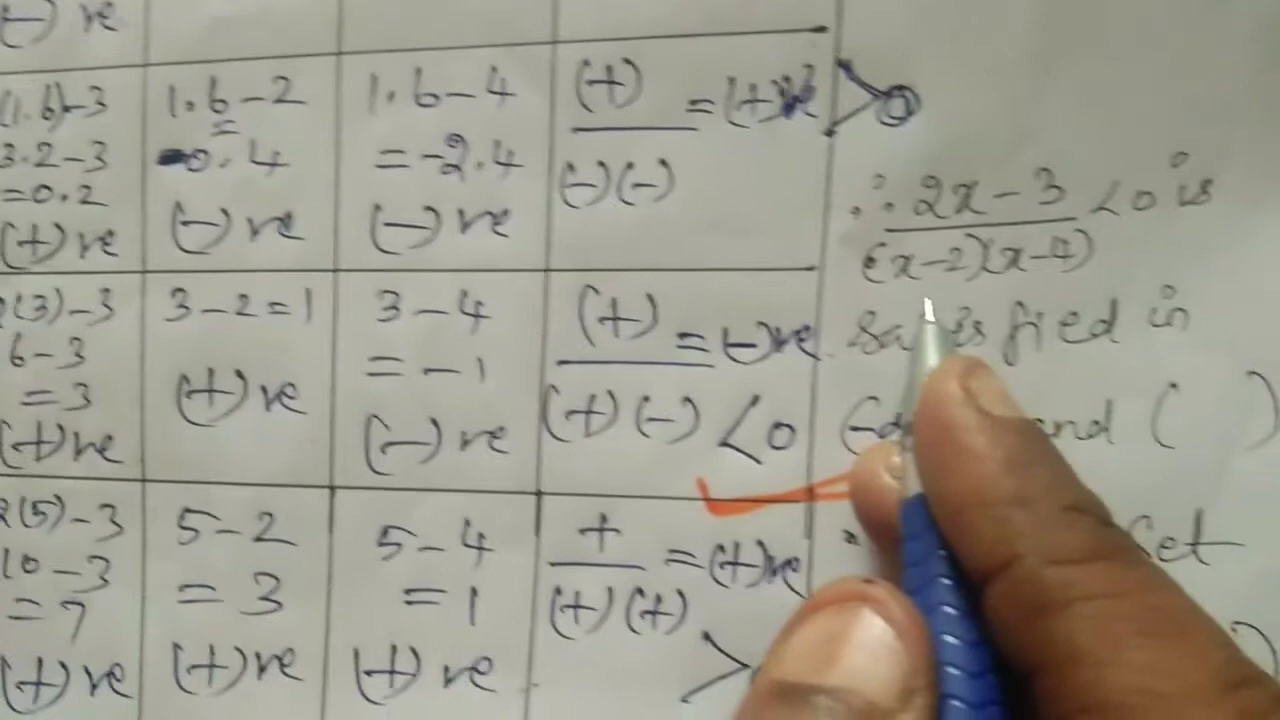 (-) ve
(1.6)-3
3.2-3
=0.2
(+)ve
1.6-2
=
-0.4
(-)ve
1.6-4
=-2.4
(-) ve
(+)
(-)(-)
=(+)ve
>0
(3)-3
6-3
=3
(+)ve
3-2=1
(+)ve
3-4
=-1
(-) ve
(+)
(+)(-)
=(-)ve
<0
2(5)-3
10-3
=7
(+)ve
5-2
=3
(+)ve
5-4
=1
(+) ve
+
(+)(+)
=(+)ve
>
∴ 2x-3 <0 is
(x-2)(x-4)
satisfied in
and ( )
Set
)